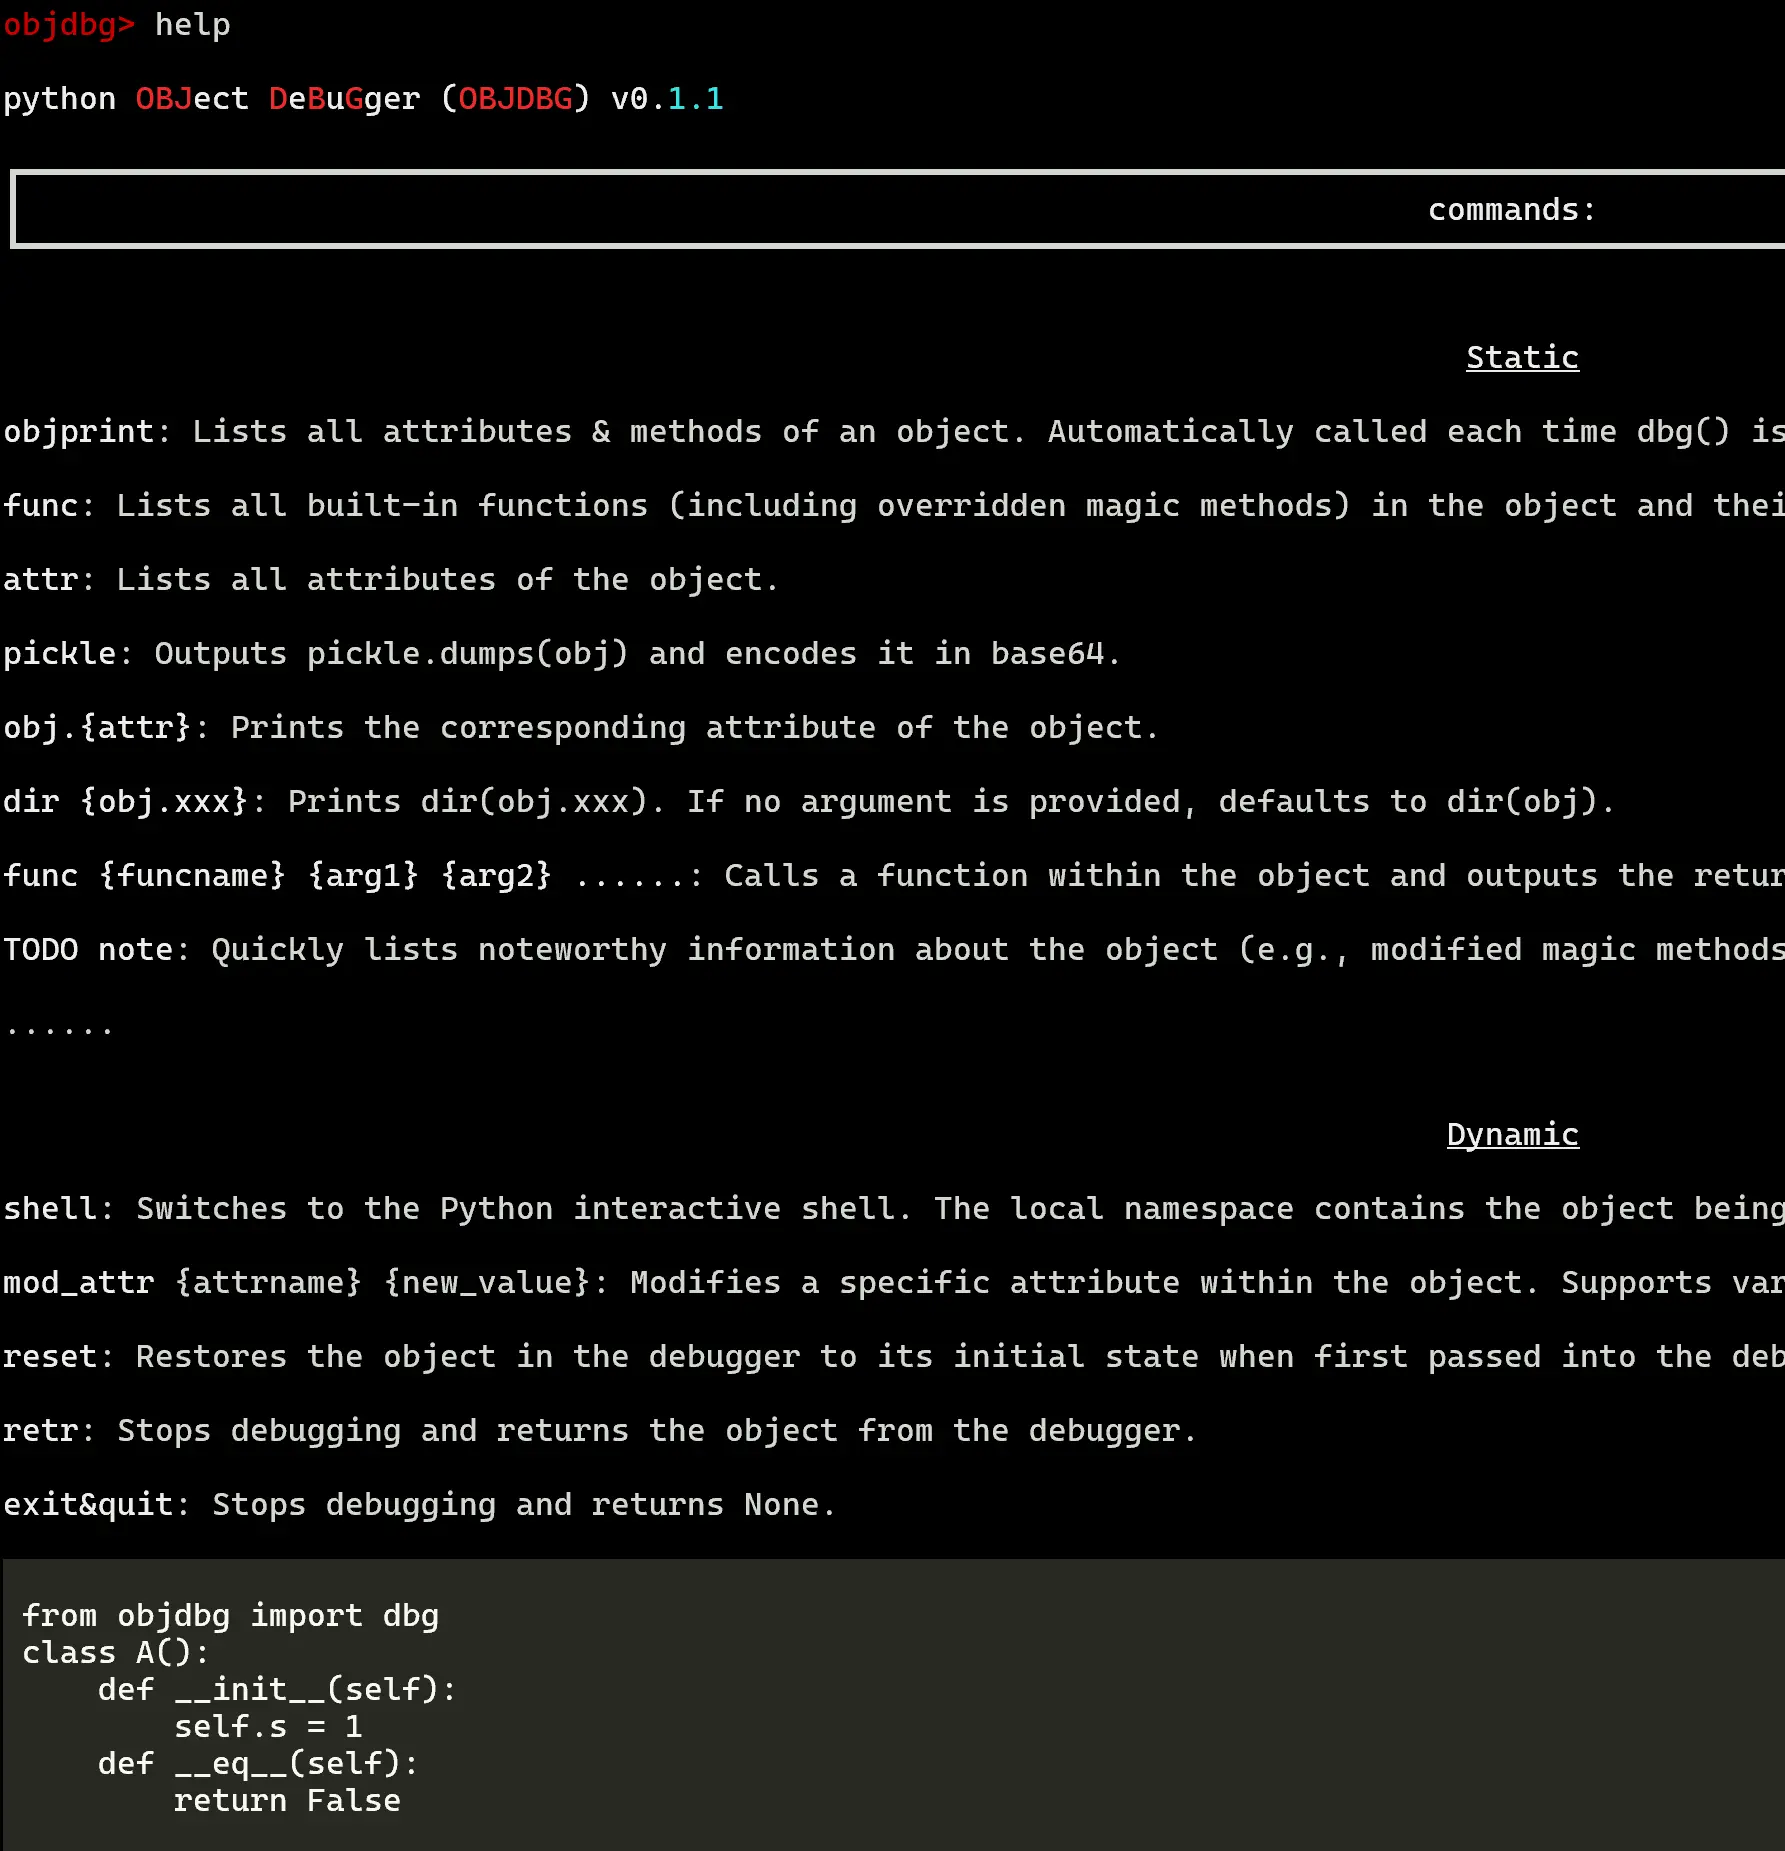 objdbg> help
python OBJect DeBuGger (OBJDBG) v0.1.1
commands:
Static
objprint: Lists all attributes & methods of an object. Automatically called each time dbg() is
func: Lists all built-in functions (including overridden magic methods) in the object and thei
attr: Lists all attributes of the object.
pickle: Outputs pickle.dumps(obj) and encodes it in base64.
obj.{attr}: Prints the corresponding attribute of the object.
dir {obj.xxx}: Prints dir(obj.xxx). If no argument is provided, defaults to dir(obj).
func {funcname} {arg1} {arg2} ......: Calls a function within the object and outputs the retur
TODO note: Quickly lists noteworthy information about the object (e.g., modified magic methods
......
Dynamic
shell: Switches to the Python interactive shell. The local namespace contains the object being
mod_attr {attrname} {new_value}: Modifies a specific attribute within the object. Supports var
reset: Restores the object in the debugger to its initial state when first passed into the deb
retr: Stops debugging and returns the object from the debugger.
exit&quit: Stops debugging and returns None.
from objdbg import dbg
class A():
    def __init__(self):
        self.s = 1
    def __eq__(self):
        return False